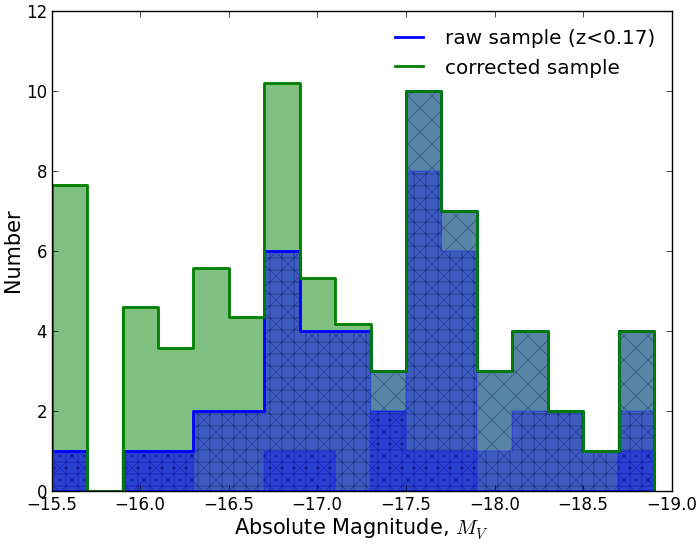 12
10
8
6
4
2
0
Number
raw sample (z<0.17)
corrected sample
−15.5 −16.0 −16.5 −17.0 −17.5 −18.0 −18.5 −19.0
Absolute Magnitude, M_V